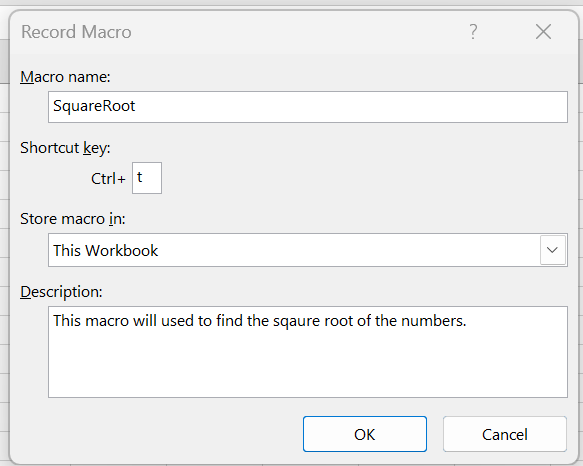 Record Macro ?
Macro name:
SquareRoot
Shortcut key:
Ctrl+ t
Store macro in:
This Workbook
Description:
This macro will used to find the sqaure root of the numbers.
OK Cancel